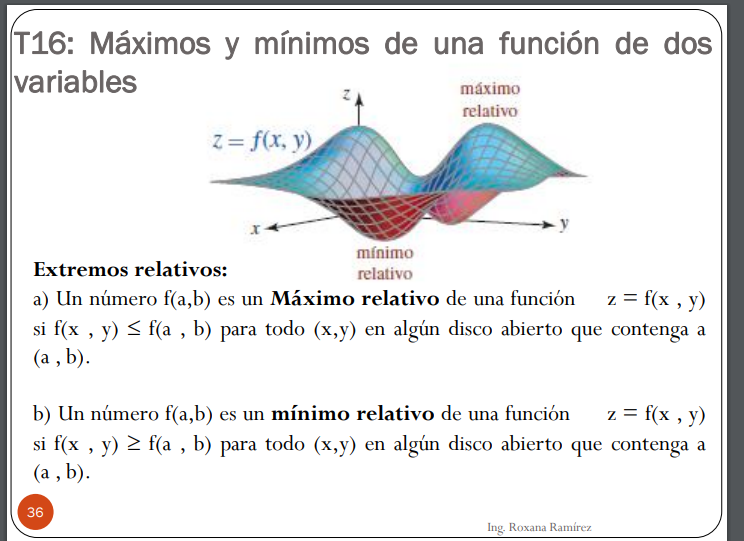 T16: Máximos y mínimos de una función de dos
variables
z
máximo
relativo
z = f(x, y)
x
y
mínimo
relativo
Extremos relativos:
a) Un número f(a,b) es un Máximo relativo de una función z = f(x , y)
si f(x , y) ≤ f(a , b) para todo (x,y) en algún disco abierto que contenga a
(a , b).
b) Un número f(a,b) es un mínimo relativo de una función z = f(x , y)
si f(x , y) ≥ f(a , b) para todo (x,y) en algún disco abierto que contenga a
(a , b).
36
Ing. Roxana Ramírez